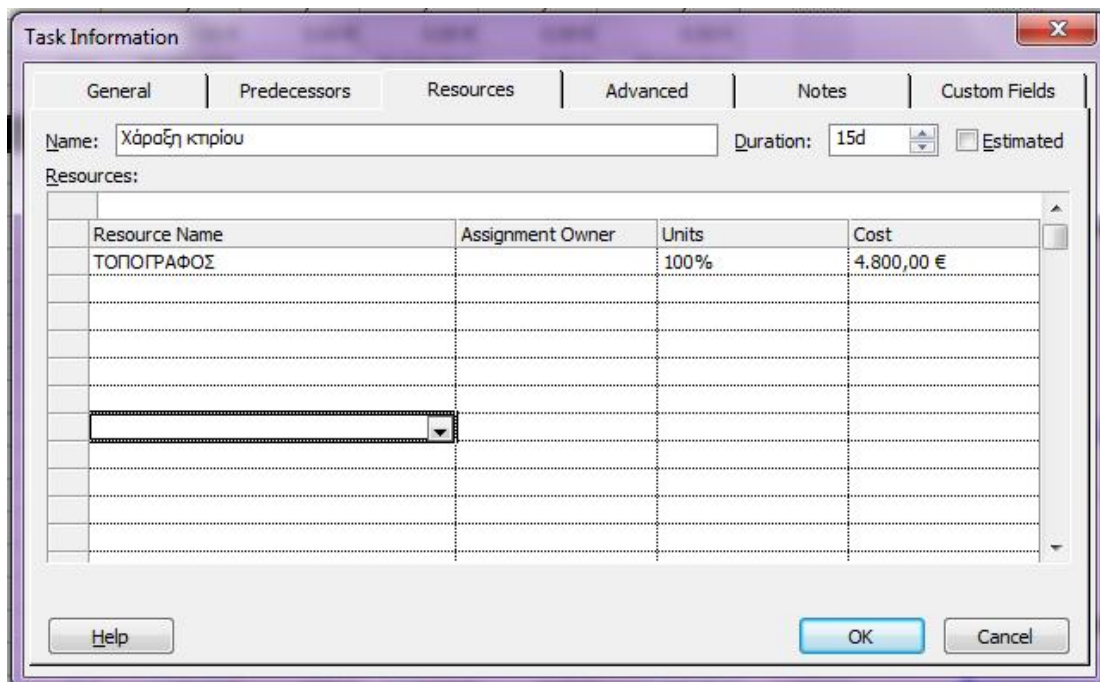 Task Information
General Predecessors Resources Advanced Notes Custom Fields
Name: Χάραξη κτιρίου Duration: 15d Estimated
Resources:
Resource Name Assignment Owner Units Cost
ΤΟΠΟΓΡΑΦΟΣ 100% 4.800,00 €
Help OK Cancel